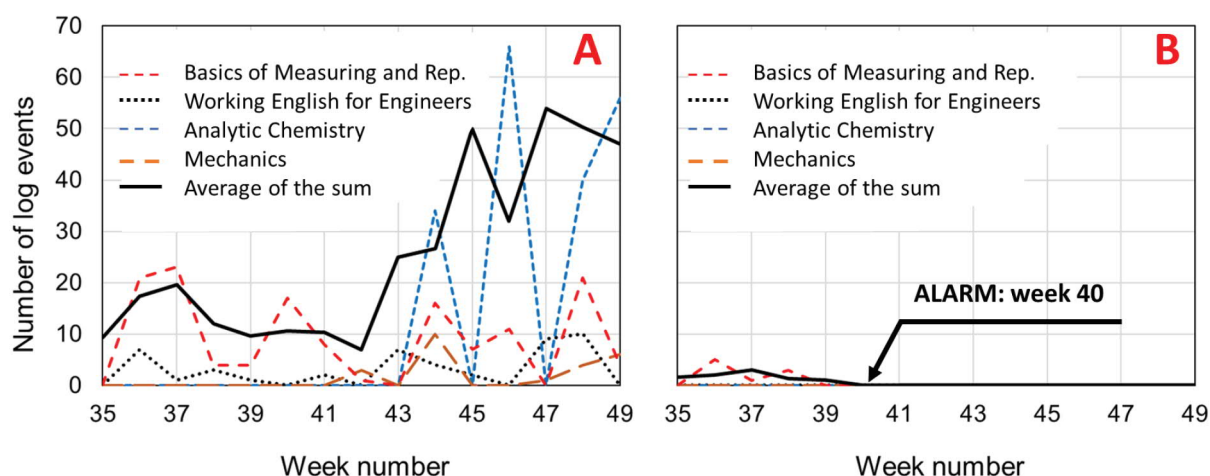 Number of log events
70
60
50
40
30
20
10
0
A
Basics of Measuring and Rep.
Working English for Engineers
Analytic Chemistry
Mechanics
Average of the sum
35 37 39 41 43 45 47 49
Week number
B
Basics of Measuring and Rep.
Working English for Engineers
Analytic Chemistry
Mechanics
Average of the sum
ALARM: week 40
35 37 39 41 43 45 47 49
Week number